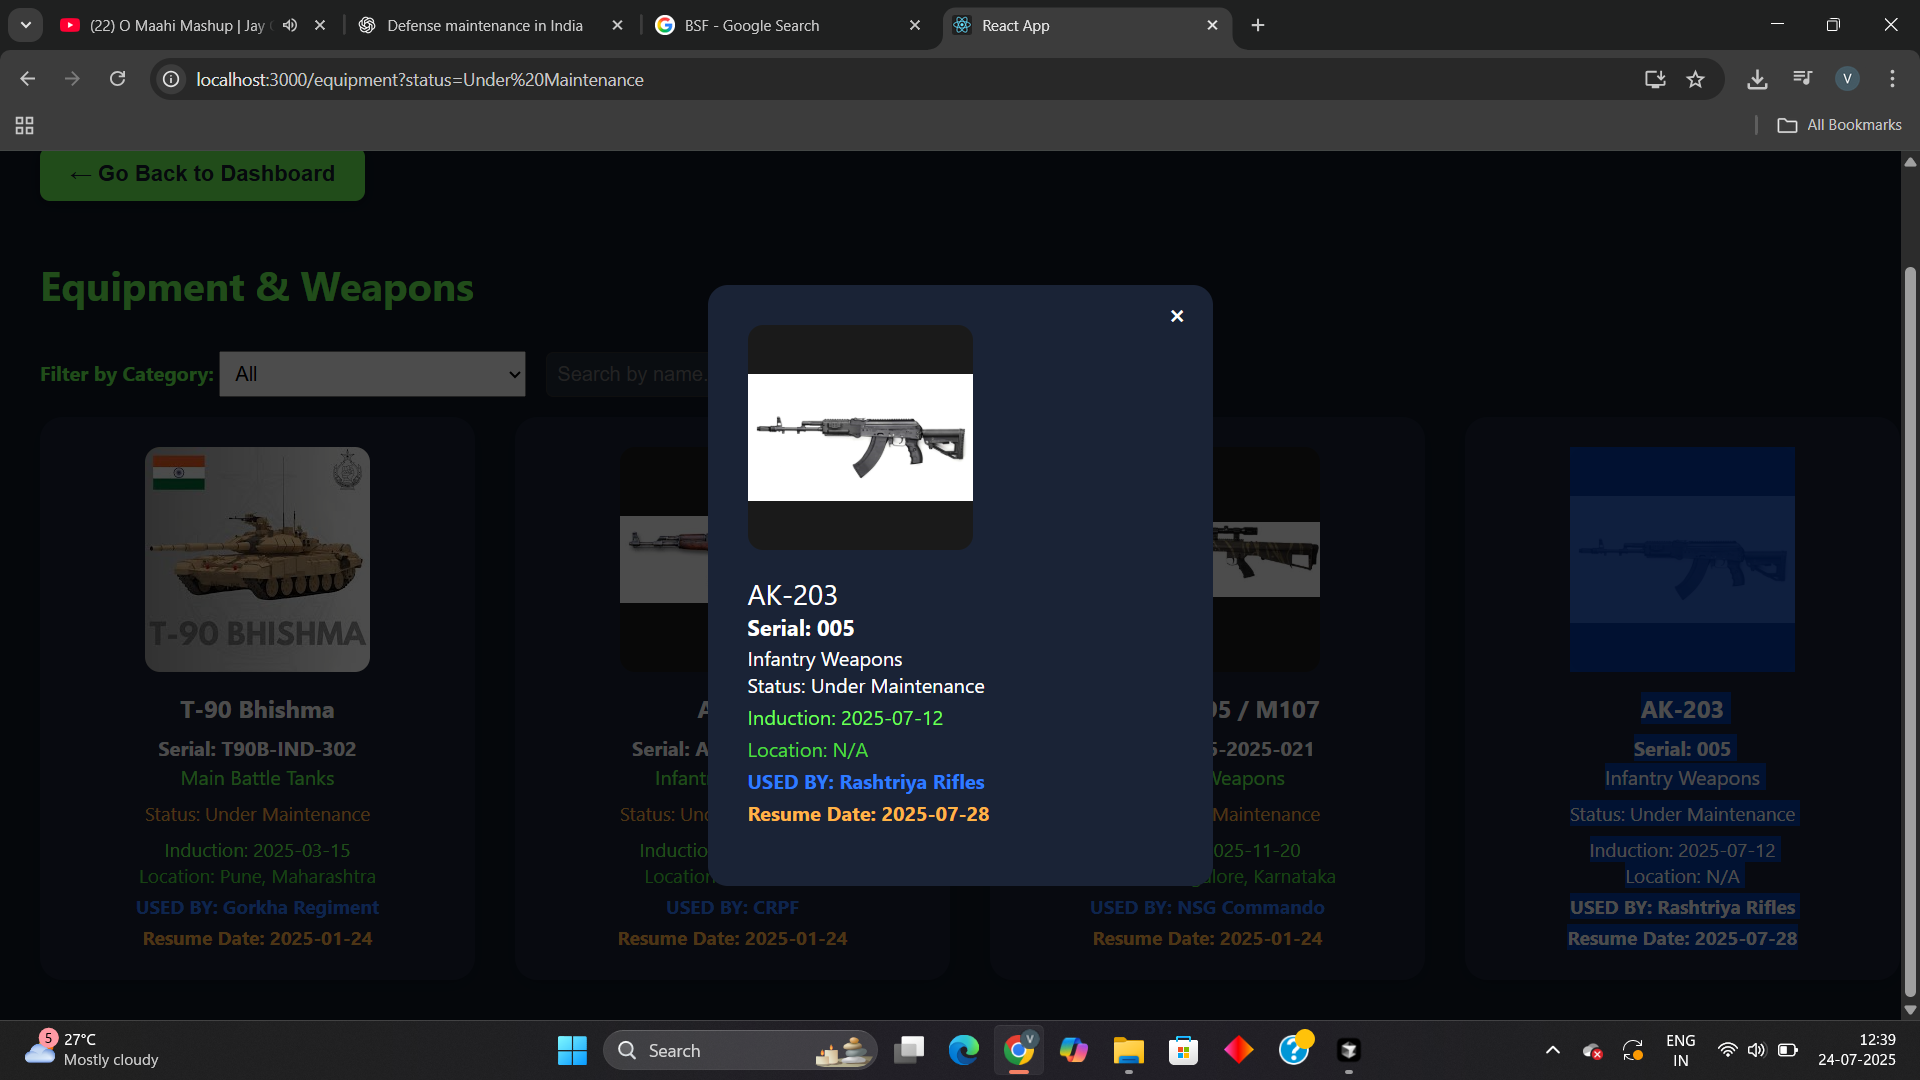 (22) O Maahi Mashup | Jay
Defense maintenance in India
BSF - Google Search
React App
localhost:3000/equipment?status=Under%20Maintenance
V
All Bookmarks
← Go Back to Dashboard
Equipment & Weapons
Filter by Category:
All
Search by name.
T-90 BHISHMA
T-90 Bhishma
Serial: T90B-IND-302
Main Battle Tanks
Status: Under Maintenance
Induction: 2025-03-15
Location: Pune, Maharashtra
USED BY: Gorkha Regiment
Resume Date: 2025-01-24
Serial: A
Infant
Status: Und
Inductio
Location
USED BY: CRPF
Resume Date: 2025-01-24
×
AK-203
Serial: 005
Infantry Weapons
Status: Under Maintenance
Induction: 2025-07-12
Location: N/A
USED BY: Rashtriya Rifles
Resume Date: 2025-07-28
5 / M107
-2025-021
Weapons
Maintenance
025-11-20
alore, Karnataka
USED BY: NSG Commando
Resume Date: 2025-01-24
AK-203
Serial: 005
Infantry Weapons
Status: Under Maintenance
Induction: 2025-07-12
Location: N/A
USED BY: Rashtriya Rifles
Resume Date: 2025-07-28
5
27°C
Mostly cloudy
Search
V
ENG
IN
12:39
24-07-2025